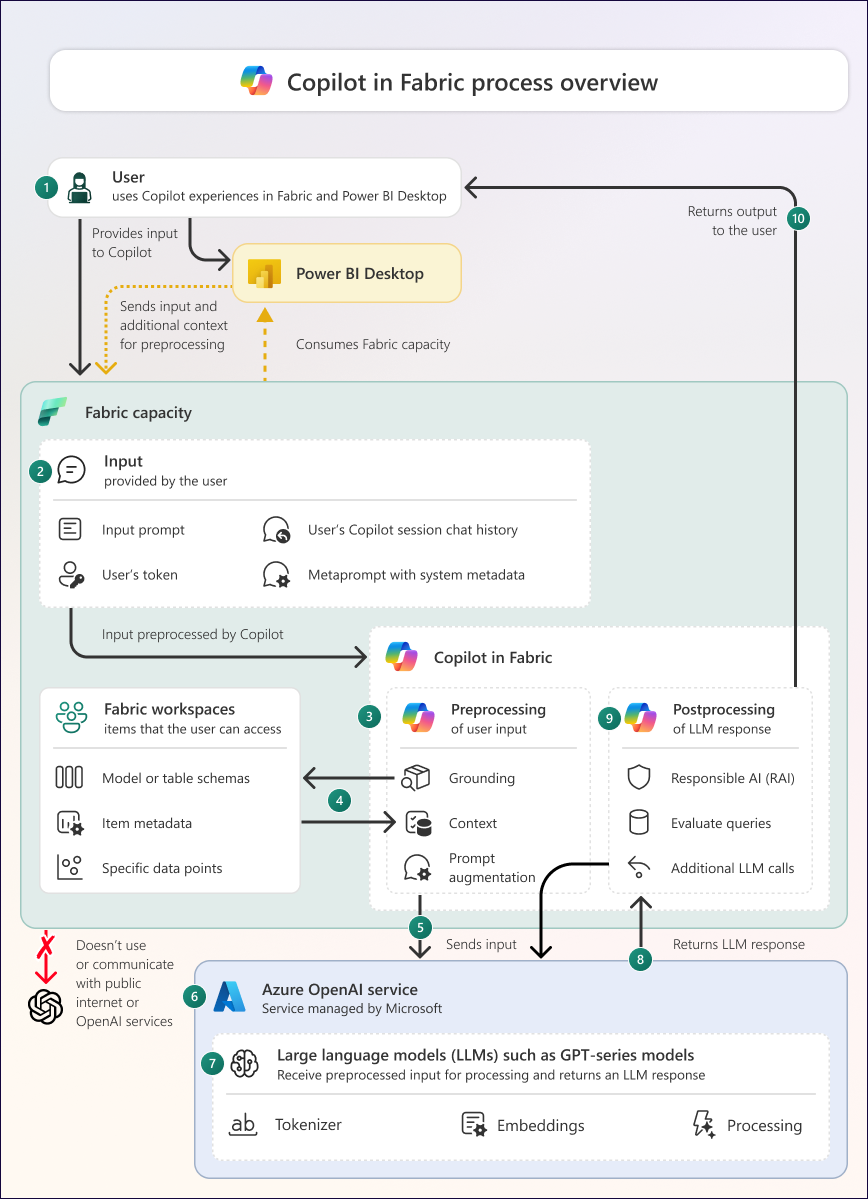 Copilot in Fabric process overview
1
User
uses Copilot experiences in Fabric and Power BI Desktop
Returns output
to the user
10
Provides input
to Copilot
Power BI Desktop
Sends input and
additional context
for preprocessing
Consumes Fabric capacity
Fabric capacity
2
Input
provided by the user
Input prompt
User's Copilot session chat history
User's token
Metaprompt with system metadata
Input preprocessed by Copilot
Copilot in Fabric
Fabric workspaces
items that the user can access
Model or table schemas
Item metadata
Specific data points
3
Preprocessing
of user input
Grounding
Context
Prompt
augmentation
4
9
Postprocessing
of LLM response
Responsible AI (RAI)
Evaluate queries
Additional LLM calls
5
Sends input
8
Returns LLM response
Doesn't use
or communicate
with public
internet or
OpenAI services
6
Azure OpenAI service
Service managed by Microsoft
7
Large language models (LLMs) such as GPT-series models
Receive preprocessed input for processing and returns an LLM response
ab
Tokenizer
Embeddings
Processing